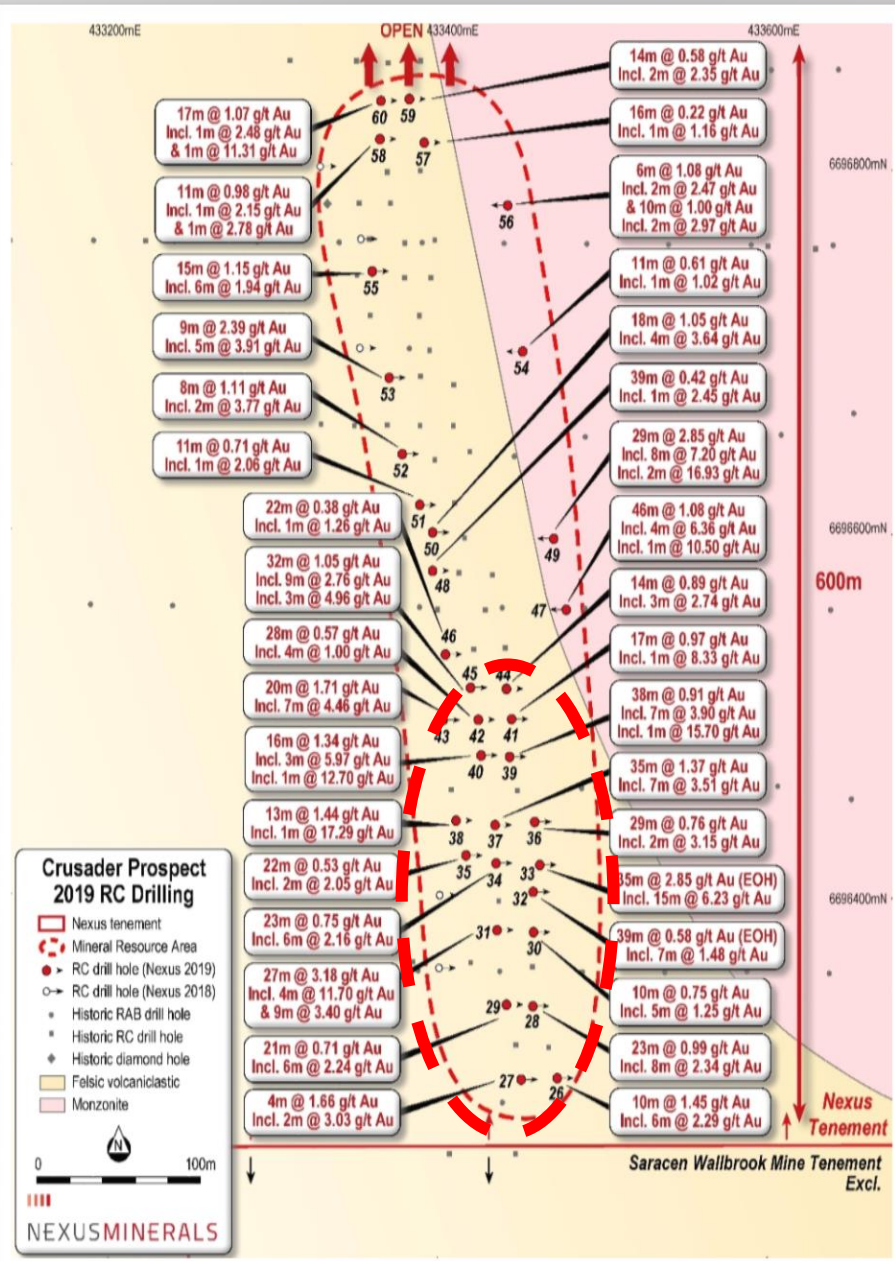 433200mE
OPEN
433400mE
433600mE
14m @ 0.58 g/t Au
Incl. 2m @ 2.35 g/t Au
17m @ 1.07 g/t Au
Incl. 1m @ 2.48 g/t Au
& 1m @ 11.31 g/t Au
60
59
16m @ 0.22 g/t Au
Incl. 1m @ 1.16 g/t Au
58
57
6696800mN
6m @ 1.08 g/t Au
Incl. 2m @ 2.47 g/t Au
& 10m @ 1.00 g/t Au
Incl. 2m @ 2.97 g/t Au
11m @ 0.98 g/t Au
Incl. 1m @ 2.15 g/t Au
& 1m @ 2.78 g/t Au
56
15m @ 1.15 g/t Au
Incl. 6m @ 1.94 g/t Au
55
11m @ 0.61 g/t Au
Incl. 1m @ 1.02 g/t Au
9m @ 2.39 g/t Au
Incl. 5m @ 3.91 g/t Au
18m @ 1.05 g/t Au
Incl. 4m @ 3.64 g/t Au
54
53
8m @ 1.11 g/t Au
Incl. 2m @ 3.77 g/t Au
39m @ 0.42 g/t Au
Incl. 1m @ 2.45 g/t Au
11m @ 0.71 g/t Au
Incl. 1m @ 2.06 g/t Au
52
29m @ 2.85 g/t Au
Incl. 8m @ 7.20 g/t Au
Incl. 2m @ 16.93 g/t Au
22m @ 0.38 g/t Au
Incl. 1m @ 1.26 g/t Au
51
50
49
46m @ 1.08 g/t Au
Incl. 4m @ 6.36 g/t Au
Incl. 1m @ 10.50 g/t Au
6696600mN
32m @ 1.05 g/t Au
Incl. 9m @ 2.76 g/t Au
Incl. 3m @ 4.96 g/t Au
48
47
14m @ 0.89 g/t Au
Incl. 3m @ 2.74 g/t Au
600m
28m @ 0.57 g/t Au
Incl. 4m @ 1.00 g/t Au
46
17m @ 0.97 g/t Au
Incl. 1m @ 8.33 g/t Au
45
44
20m @ 1.71 g/t Au
Incl. 7m @ 4.46 g/t Au
38m @ 0.91 g/t Au
Incl. 7m @ 3.90 g/t Au
Incl. 1m @ 15.70 g/t Au
43
42
41
16m @ 1.34 g/t Au
Incl. 3m @ 5.97 g/t Au
Incl. 1m @ 12.70 g/t Au
40
39
35m @ 1.37 g/t Au
Incl. 7m @ 3.51 g/t Au
13m @ 1.44 g/t Au
Incl. 1m @ 17.29 g/t Au
38
37
36
29m @ 0.76 g/t Au
Incl. 2m @ 3.15 g/t Au
22m @ 0.53 g/t Au
Incl. 2m @ 2.05 g/t Au
35
34
33
35m @ 2.85 g/t Au (EOH)
Incl. 15m @ 6.23 g/t Au
32
6696400mN
23m @ 0.75 g/t Au
Incl. 6m @ 2.16 g/t Au
31
30
39m @ 0.58 g/t Au (EOH)
Incl. 7m @ 1.48 g/t Au
27m @ 3.18 g/t Au
Incl. 4m @ 11.70 g/t Au
& 9m @ 3.40 g/t Au
10m @ 0.75 g/t Au
Incl. 5m @ 1.25 g/t Au
29
28
21m @ 0.71 g/t Au
Incl. 6m @ 2.24 g/t Au
23m @ 0.99 g/t Au
Incl. 8m @ 2.34 g/t Au
27
26
4m @ 1.66 g/t Au
Incl. 2m @ 3.03 g/t Au
10m @ 1.45 g/t Au
Incl. 6m @ 2.29 g/t Au
Nexus
Tenement
Saracen Wallbrook Mine Tenement
Excl.
Crusader Prospect
2019 RC Drilling
Nexus tenement
Mineral Resource Area
RC drill hole (Nexus 2019)
RC drill hole (Nexus 2018)
Historic RAB drill hole
Historic RC drill hole
Historic diamond hole
Felsic volcaniclastic
Monzonite
N
0
100m
NEXUSMINERALS